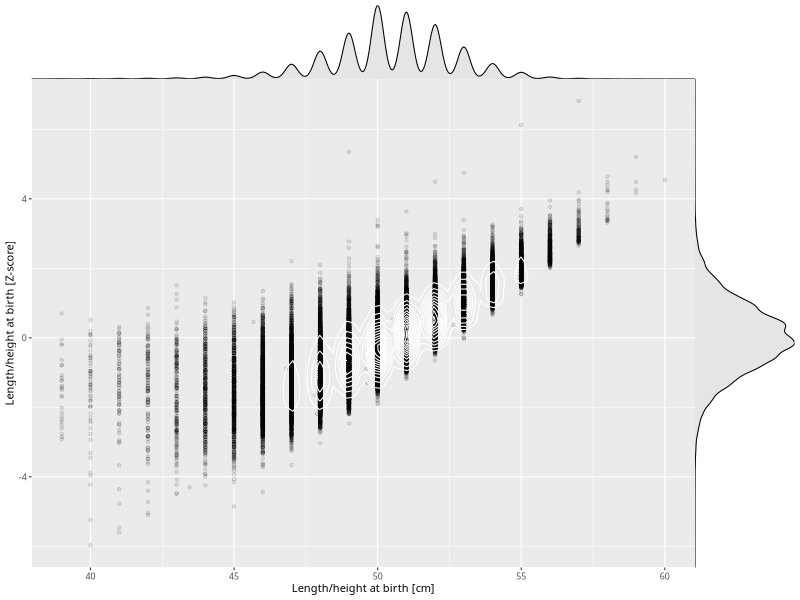 4
0
-4
Length/height at birth [Z-score]
40 45 50 55 60
Length/height at birth [cm]